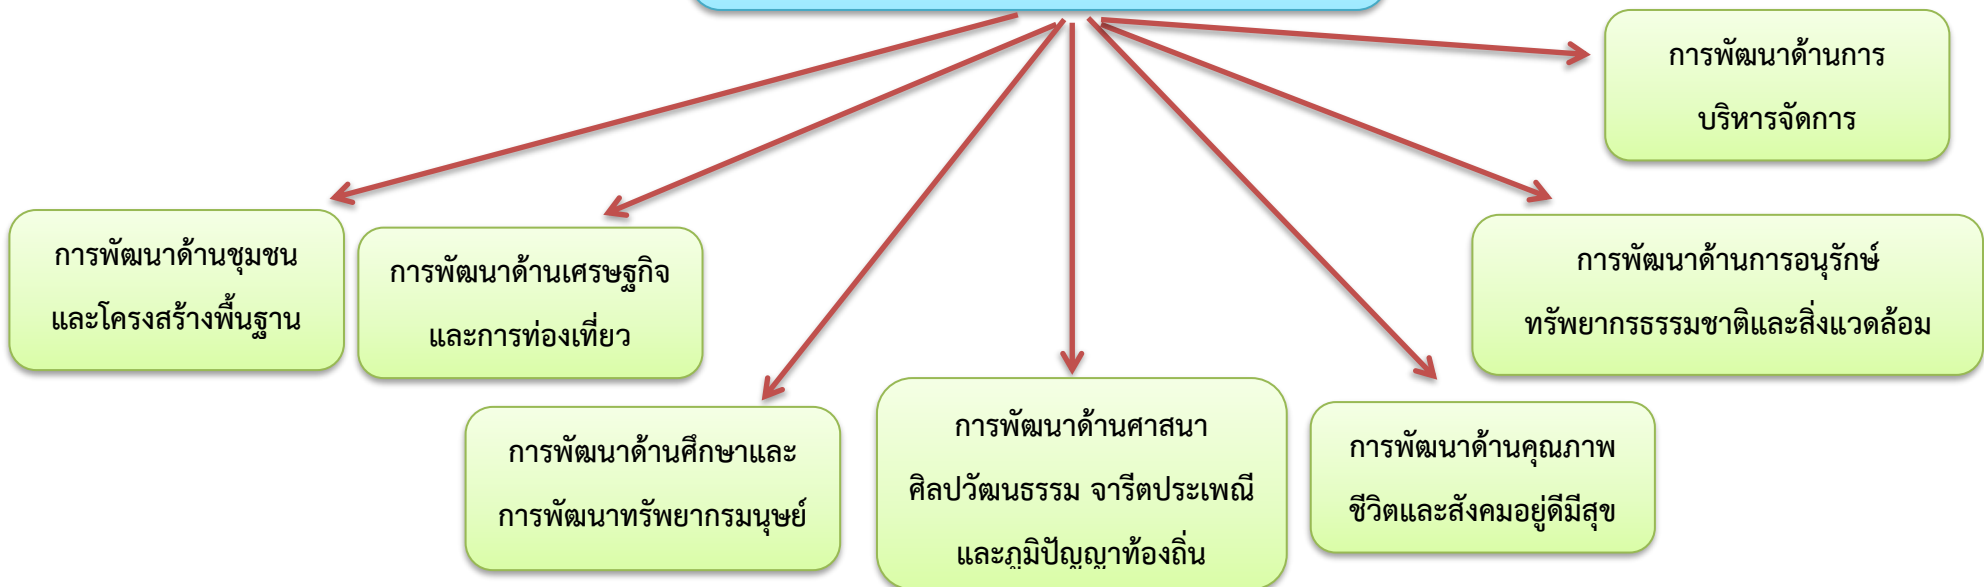 การพัฒนาด้านการ
บริหารจัดการ
การพัฒนาด้านชุมชน
และโครงสร้างพื้นฐาน
การพัฒนาด้านเศรษฐกิจ
และการท่องเที่ยว
การพัฒนาด้านการอนุรักษ์
ทรัพยากรธรรมชาติและสิ่งแวดล้อม
การพัฒนาด้านศึกษาและ
การพัฒนาทรัพยากรมนุษย์
การพัฒนาด้านศาสนา
ศิลปวัฒนธรรม จารีตประเพณี
และภูมิปัญญาท้องถิ่น
การพัฒนาด้านคุณภาพ
ชีวิตและสังคมอยู่ดีมีสุข